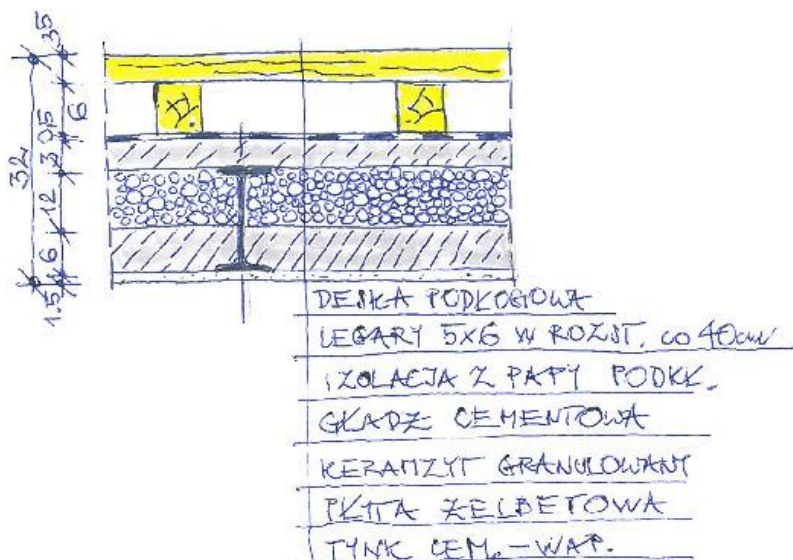 3,5
6
0,5
3
12
6
1.5
32
DESKA PODŁOGOWA
LEGARY 5x6 W ROZST. co 40cm
IZOLACJA Z PAPY PODKŁ.
GŁADZ CEMENTOWA
KERAMZYT GRANULOWANY
PŁYTA ŻELBETOWA
TYNK CEM.-WAP.